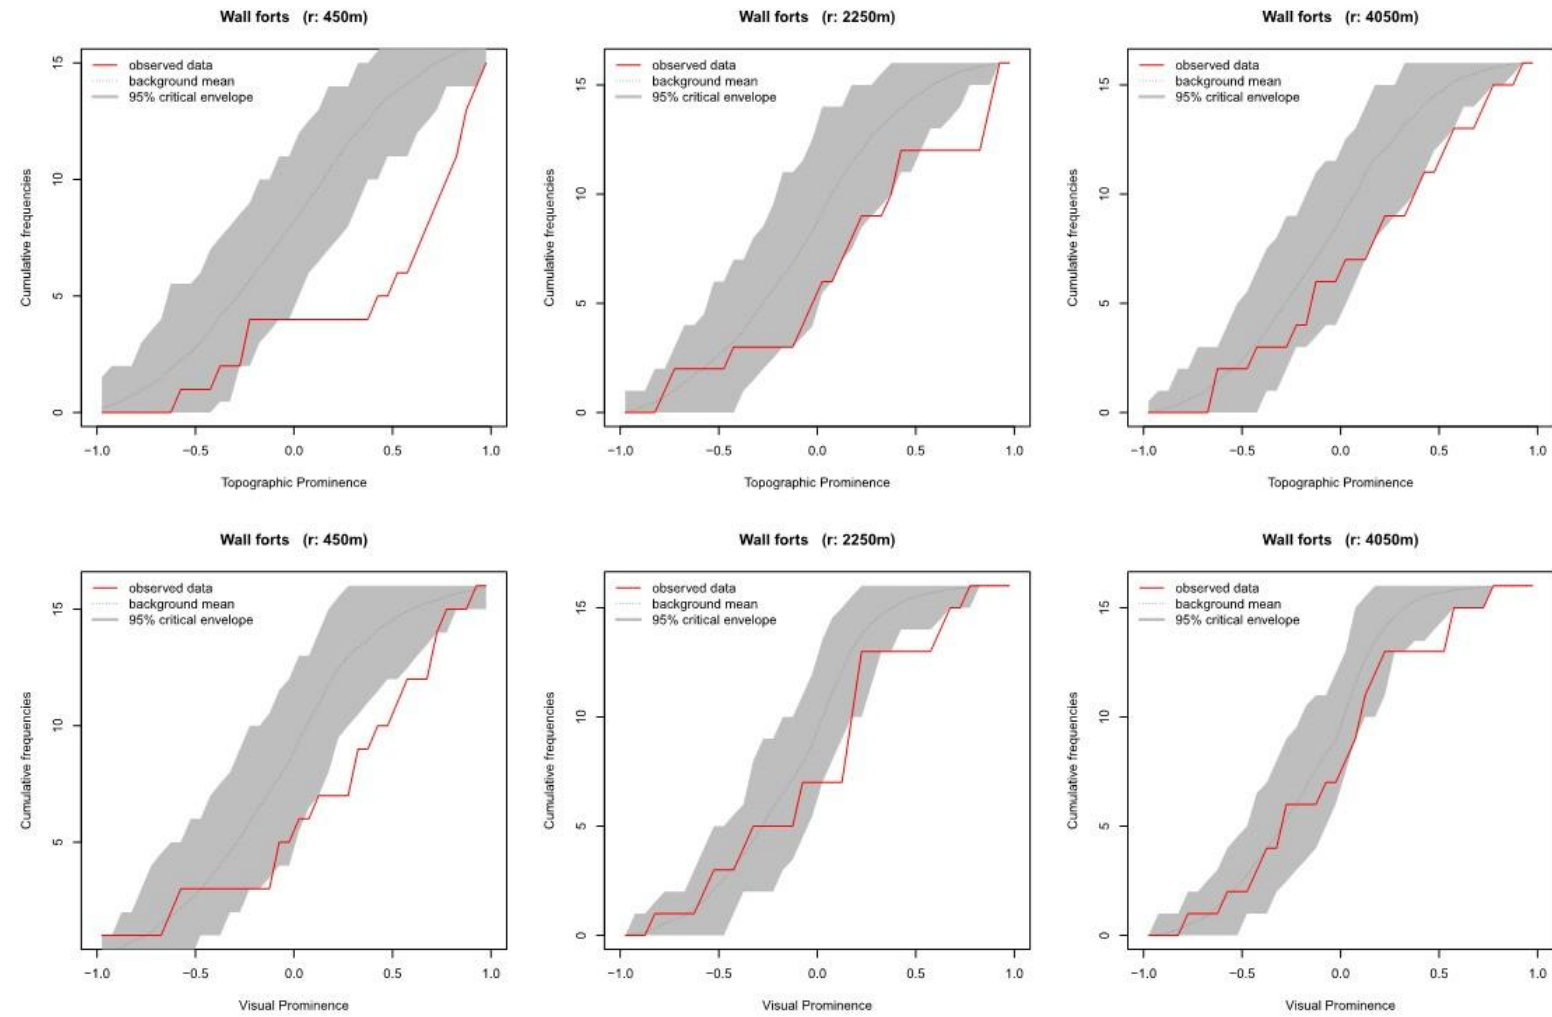 Wall forts (r: 450m)
observed data
background mean
95% critical envelope
Cumulative frequencies
15
10
5
0
−1.0 −0.5 0.0 0.5 1.0
Topographic Prominence
Wall forts (r: 2250m)
observed data
background mean
95% critical envelope
Cumulative frequencies
15
10
5
0
−1.0 −0.5 0.0 0.5 1.0
Topographic Prominence
Wall forts (r: 4050m)
observed data
background mean
95% critical envelope
Cumulative frequencies
15
10
5
0
−1.0 −0.5 0.0 0.5 1.0
Topographic Prominence
Wall forts (r: 450m)
observed data
background mean
95% critical envelope
Cumulative frequencies
15
10
5
−1.0 −0.5 0.0 0.5 1.0
Visual Prominence
Wall forts (r: 2250m)
observed data
background mean
95% critical envelope
Cumulative frequencies
15
10
5
0
−1.0 −0.5 0.0 0.5 1.0
Visual Prominence
Wall forts (r: 4050m)
observed data
background mean
95% critical envelope
Cumulative frequencies
15
10
5
0
−1.0 −0.5 0.0 0.5 1.0
Visual Prominence